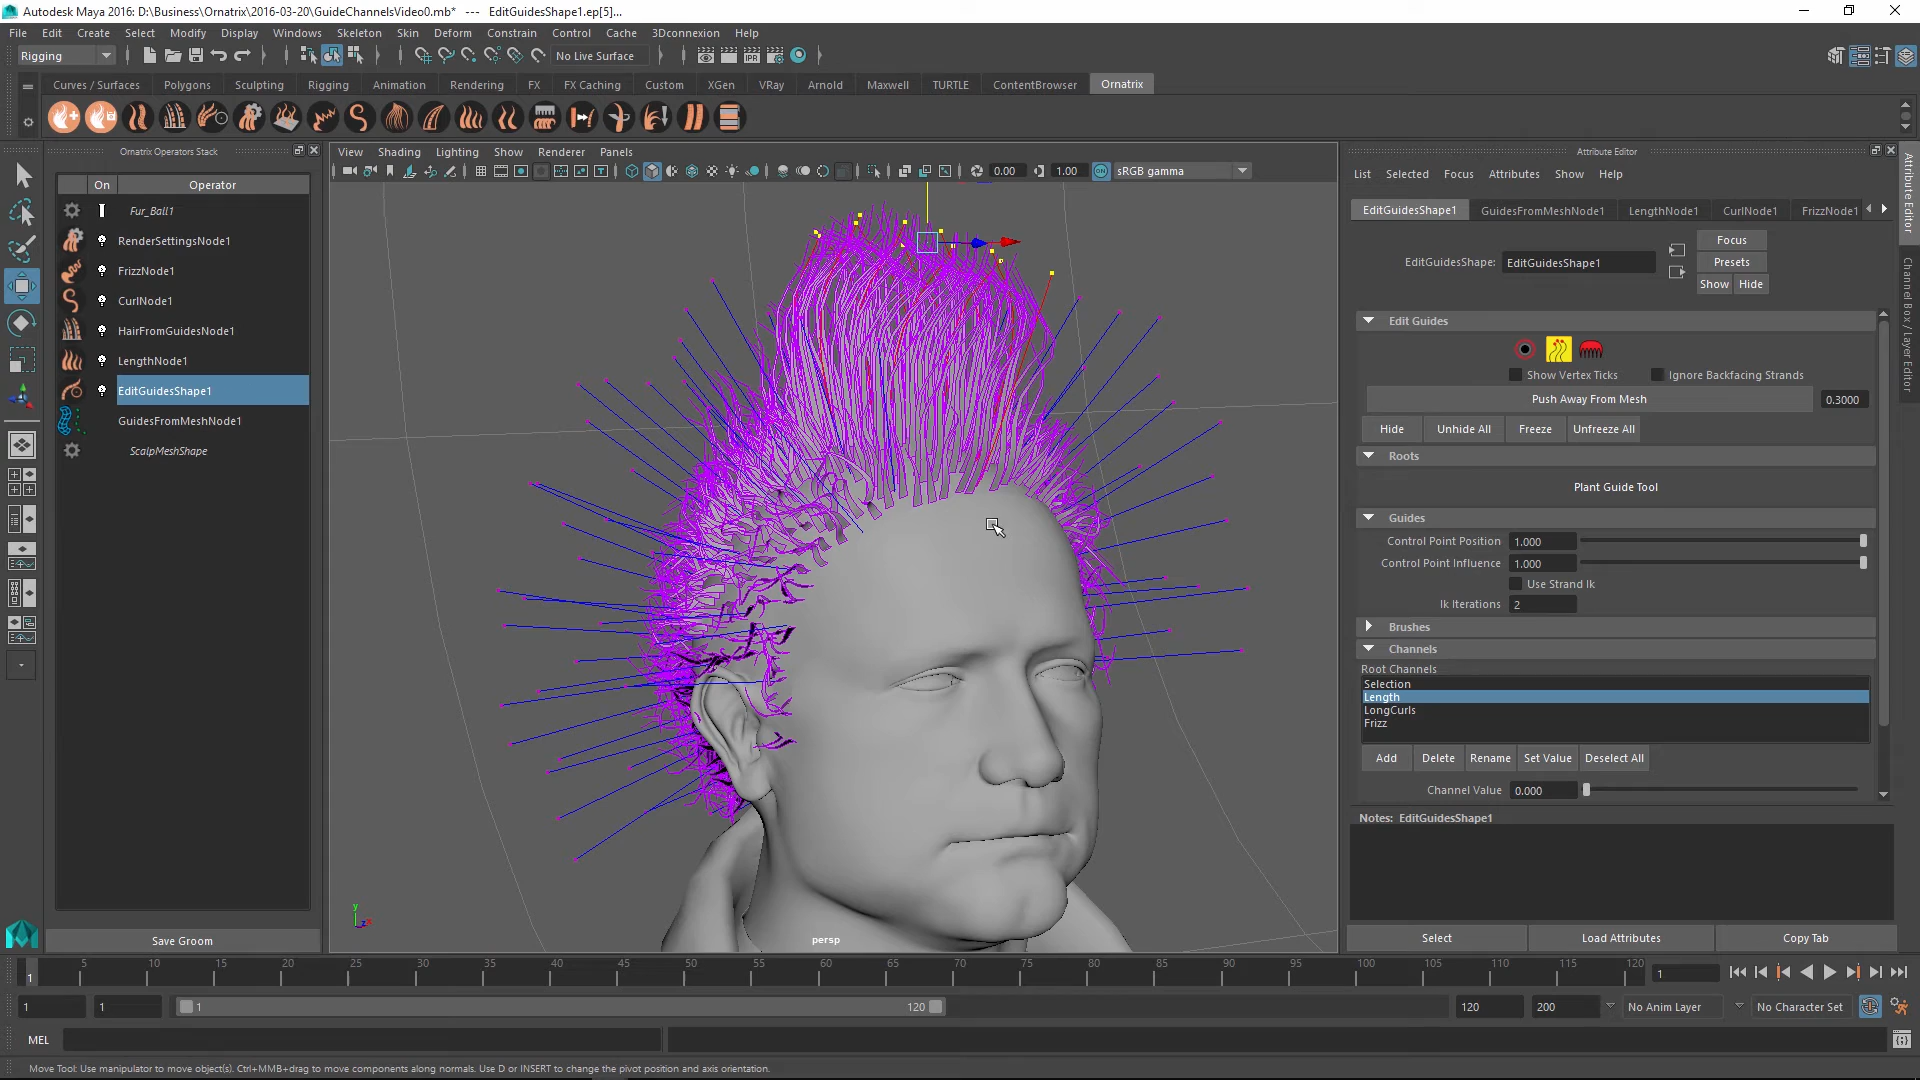 Autodesk Maya 2016: D:\Business\Ornatrix\2016-03-20\GuideChannelsVideo0.mb* --- EditGuidesShape1.ep[5]...
File Edit Create Select Modify Display Windows Skeleton Skin Deform Constrain Control Cache 3Dconnexion Help
Rigging No Live Surface
Curves / Surfaces Polygons Sculpting Rigging Animation Rendering FX FX Caching Custom XGen VRay Arnold Maxwell TURTLE ContentBrowser Ornatrix
Ornatrix Operators Stack
On Operator
Fur_Ball1
RenderSettingsNode1
FrizzNode1
CurlNode1
HairFromGuidesNode1
LengthNode1
EditGuidesShape1
GuidesFromMeshNode1
ScalpMeshShape
Save Groom
View Shading Lighting Show Renderer Panels
0.00 1.00 ON sRGB gamma
persp
y
x
Attribute Editor
List Selected Focus Attributes Show Help
EditGuidesShape1 GuidesFromMeshNode1 LengthNode1 CurlNode1 FrizzNode1
EditGuidesShape: EditGuidesShape1
Focus
Presets
Show Hide
Edit Guides
Show Vertex Ticks Ignore Backfacing Strands
Push Away From Mesh 0.3000
Hide Unhide All Freeze Unfreeze All
Roots
Plant Guide Tool
Guides
Control Point Position 1.000
Control Point Influence 1.000
Use Strand Ik
Ik Iterations 2
Brushes
Channels
Root Channels
Selection
Length
LongCurls
Frizz
Add Delete Rename Set Value Deselect All
Channel Value 0.000
Notes: EditGuidesShape1
Select Load Attributes Copy Tab
Attribute Editor
Channel Box / Layer Editor
1 5 10 15 20 25 30 35 40 45 50 55 60 65 70 75 80 85 90 95 100 105 110 115 120 1
1 1 1 120 120 200 No Anim Layer No Character Set
MEL
Move Tool: Use manipulator to move object(s). Ctrl+MMB+drag to move components along normals. Use D or INSERT to change the pivot position and axis orientation.